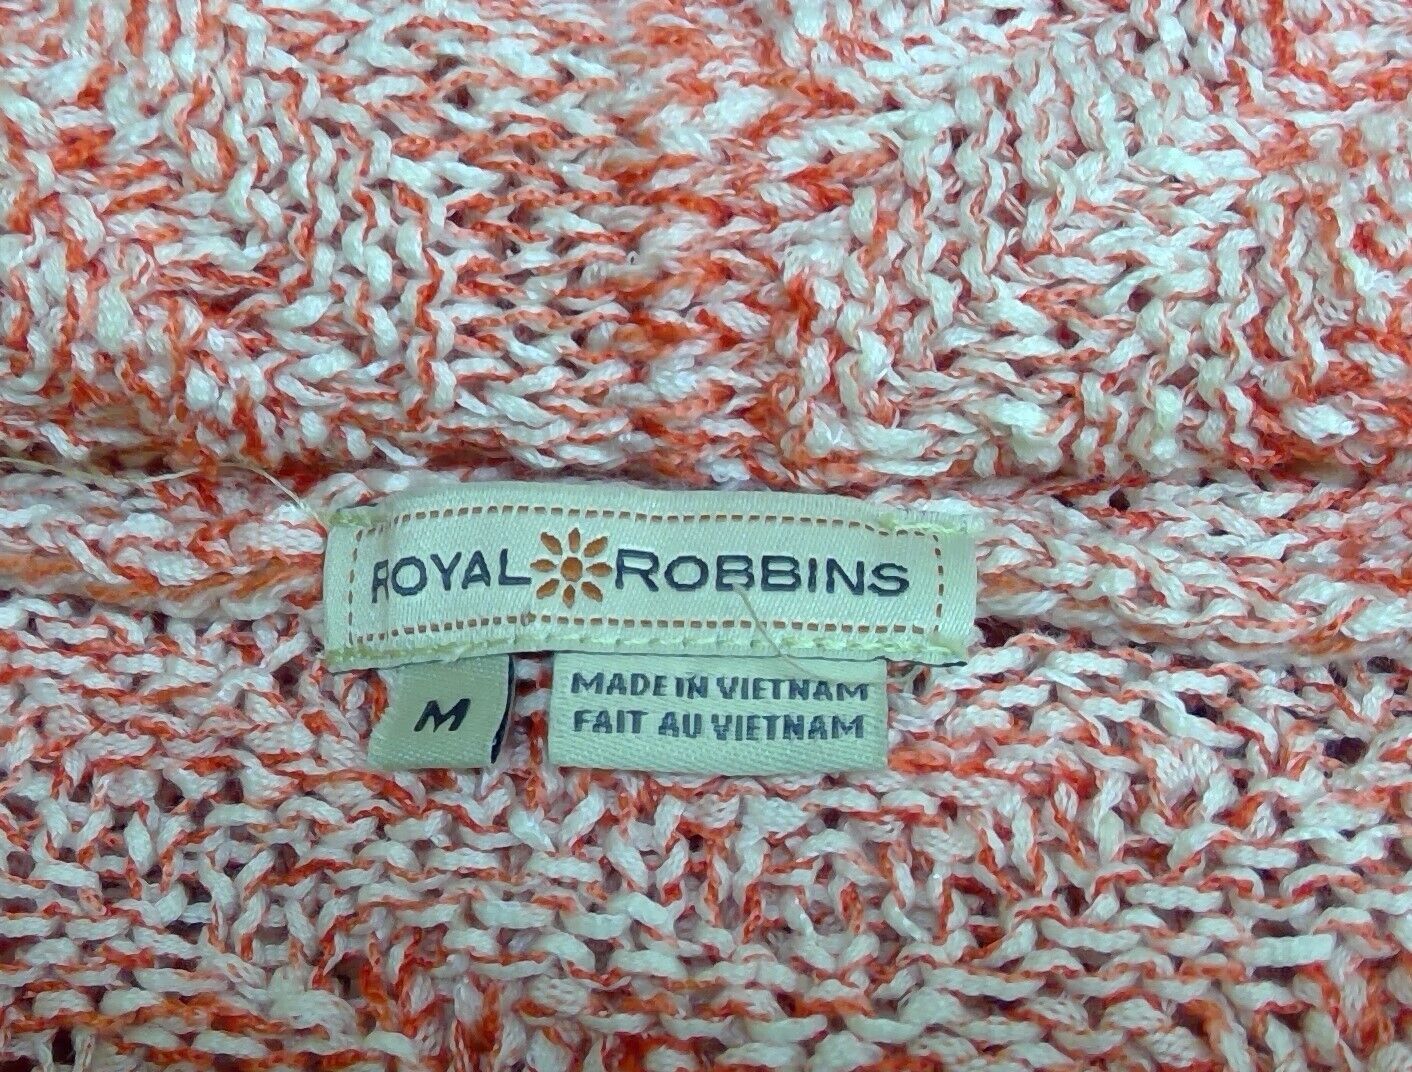 ROYAL ROBBINS
M
MADE IN VIETNAM
FAIT AU VIETNAM